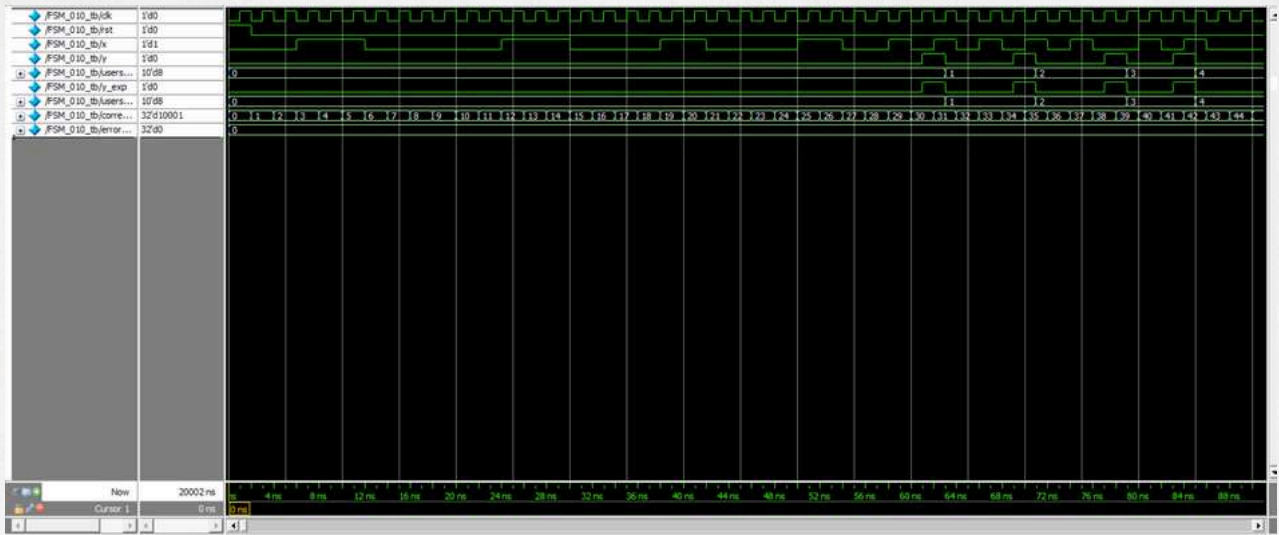 /FSM_010_tb/clk 1'd0
/FSM_010_tb/rst 1'd0
/FSM_010_tb/x 1'd1
/FSM_010_tb/y 1'd0
/FSM_010_tb/users... 10'd8 0 1 2 3 4
/FSM_010_tb/y_exp 1'd0
/FSM_010_tb/users... 10'd8 0 1 2 3 4
/FSM_010_tb/corre... 32'd10001 0 1 2 3 4 5 6 7 8 9 10 11 12 13 14 15 16 17 18 19 20 21 22 23 24 25 26 27 28 29 30 31 32 33 34 35 36 37 38 39 40 41 42 43 44
/FSM_010_tb/error... 32'd0 0
Now 20002 ns ns 4 ns 8 ns 12 ns 16 ns 20 ns 24 ns 28 ns 32 ns 36 ns 40 ns 44 ns 48 ns 52 ns 56 ns 60 ns 64 ns 68 ns 72 ns 76 ns 80 ns 84 ns 88 ns
Cursor 1 0 ns 0 ns